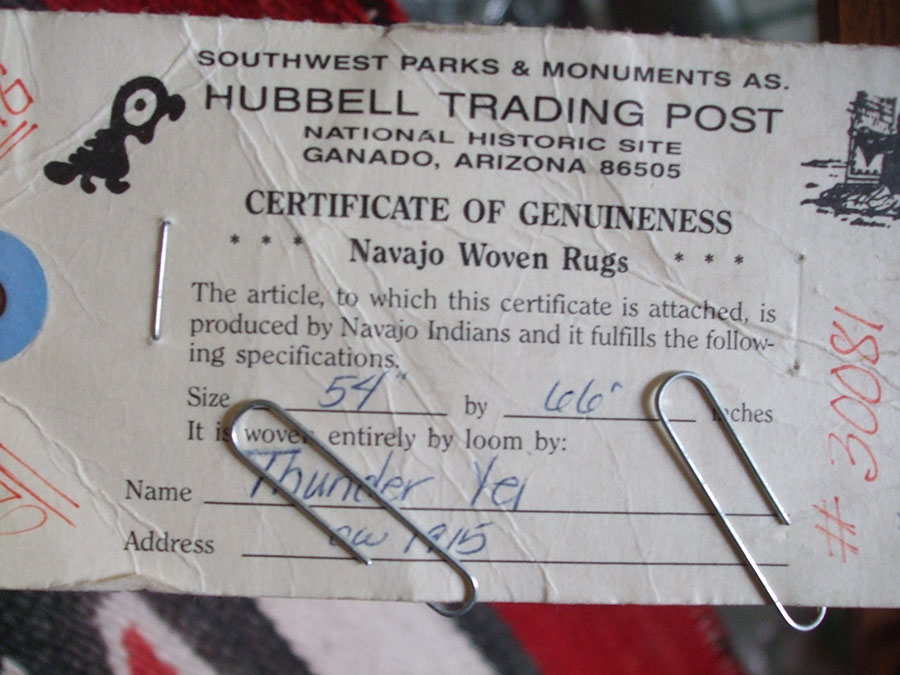 SOUTHWEST PARKS & MONUMENTS AS.
HUBBELL TRADING POST
NATIONAL HISTORIC SITE
GANADO, ARIZONA 86505
CERTIFICATE OF GENUINENESS
* * * Navajo Woven Rugs * * *
The article, to which this certificate is attached, is
produced by Navajo Indians and it fulfills the follow-
ing specifications.
Size 54" by 66" inches
It is woven entirely by loom by:
Name Thunder Yei
Address 1915
# 30081